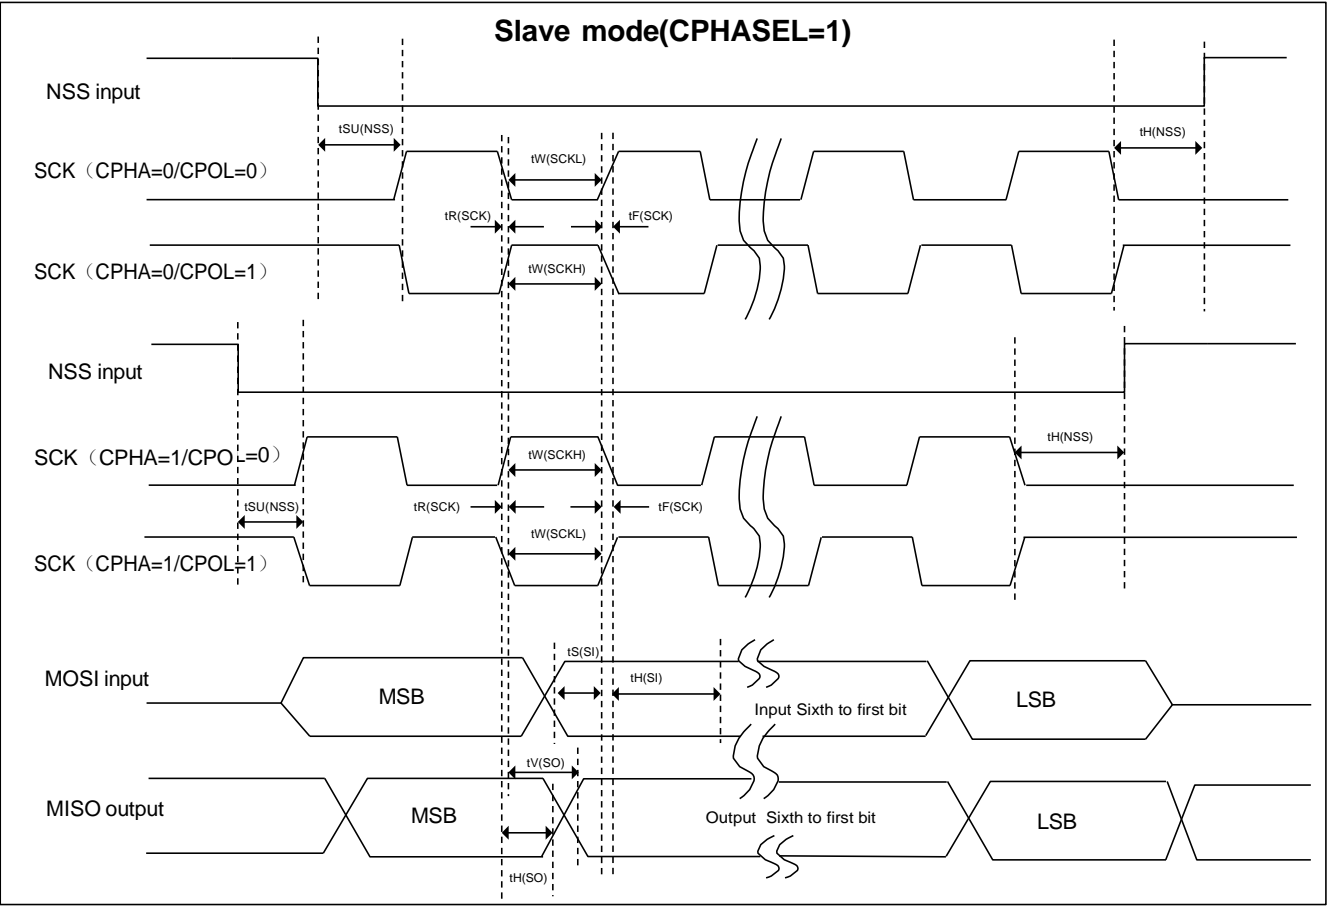 Slave mode(CPHASEL=1)
NSS input
tSU(NSS)
tH(NSS)
SCK（CPHA=0/CPOL=0）
tW(SCKL)
tR(SCK)
tF(SCK)
SCK（CPHA=0/CPOL=1）
tW(SCKH)
NSS input
tH(NSS)
SCK（CPHA=1/CPOL=0）
tW(SCKH)
tSU(NSS)
tR(SCK)
tF(SCK)
tW(SCKL)
SCK（CPHA=1/CPOL=1）
tS(SI)
MOSI input
tH(SI)
MSB
LSB
Input Sixth to first bit
tV(SO)
MISO output
MSB
Output Sixth to first bit
LSB
tH(SO)